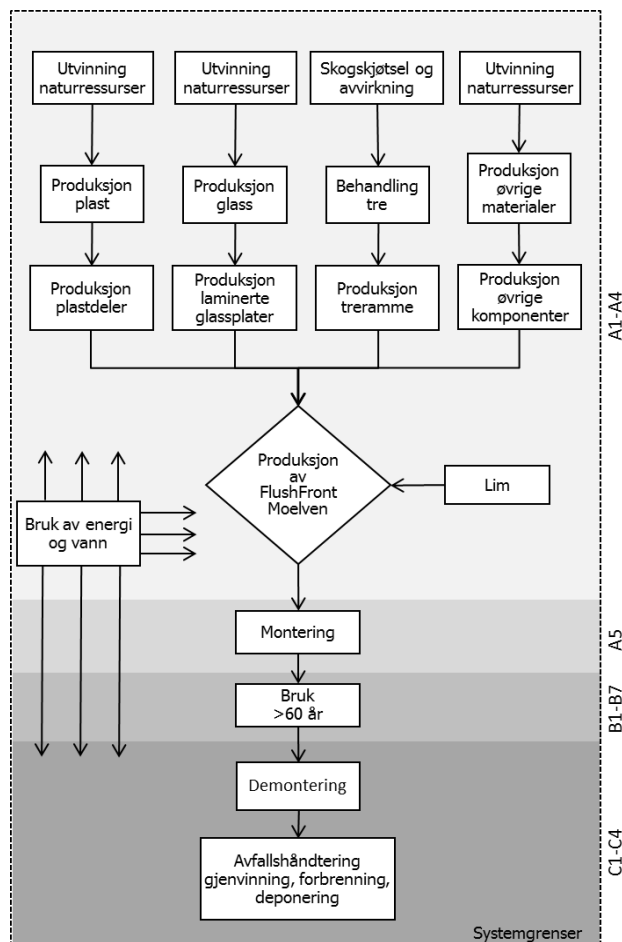 Utvinning
naturressurser
Utvinning
naturressurser
Skogskjøtsel og
avvirkning
Utvinning
naturressurser
Produksjon
plast
Produksjon
glass
Behandling
tre
Produksjon
øvrige
materialer
Produksjon
plastdeler
Produksjon
laminerte
glassplater
Produksjon
treramme
Produksjon
øvrige
komponenter
A1-A4
Produksjon
av
FlushFront
Moelven
Lim
Bruk av energi
og vann
Montering
A5
Bruk
>60 år
B1-B7
Demontering
Avfallshåndtering
gjenvinning, forbrenning,
deponering
C1-C4
Systemgrenser